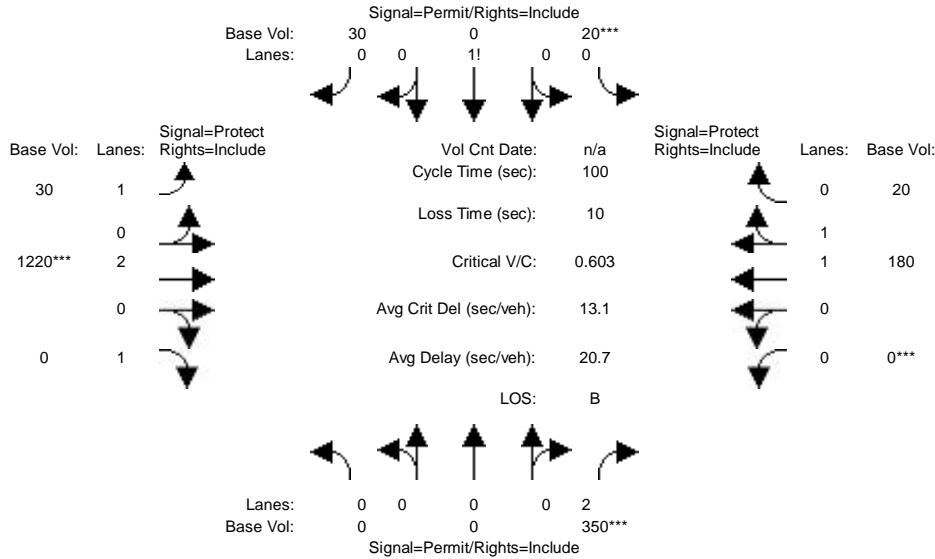 Signal=Permit/Rights=Include
Base Vol: 30 0 20***
Lanes: 0 0 1! 0 0
Signal=Protect
Base Vol: Lanes: Rights=Include
Vol Cnt Date: n/a
Signal=Protect
Rights=Include Lanes: Base Vol:
Cycle Time (sec): 100
30 1
0 20
Loss Time (sec): 10
0
1
1220*** 2
Critical V/C: 0.603
1 180
0
Avg Crit Del (sec/veh): 13.1
0
0 1
Avg Delay (sec/veh): 20.7
0 0***
LOS: B
Lanes: 0 0 0 0 2
Base Vol: 0 0 350***
Signal=Permit/Rights=Include